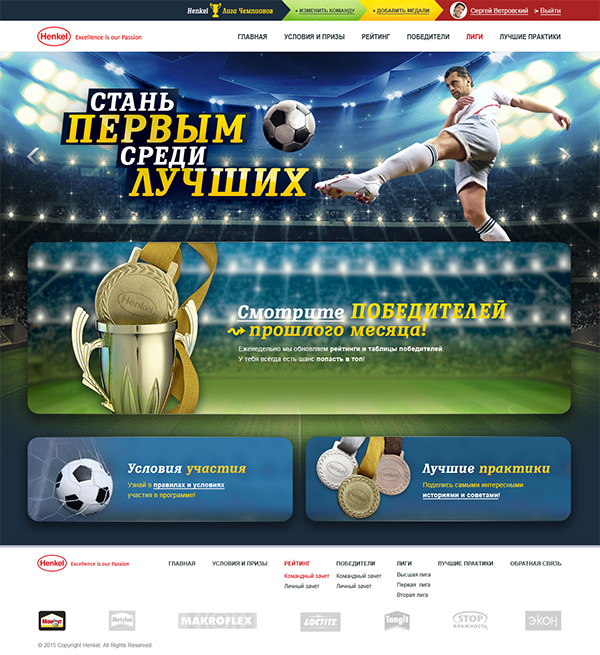 Henkel Лига Чемпионов
• ИЗМЕНИТЬ КОМАНДУ
• ДОБАВИТЬ МЕДАЛИ
Сергей Ветровский
Выйти
Henkel Excellence is our Passion
ГЛАВНАЯ УСЛОВИЯ И ПРИЗЫ РЕЙТИНГ ПОБЕДИТЕЛИ ЛИГИ ЛУЧШИЕ ПРАКТИКИ
СТАНЬ
ПЕРВЫМ
СРЕДИ
ЛУЧШИХ
Henkel
Смотрите ПОБЕДИТЕЛЕЙ
прошлого месяца!
Еженедельно мы обновляем рейтинги и таблицы победителей.
У тебя всегда есть шанс попасть в топ!
Условия участия
Узнай о правилах и условиях
участия в программе!
Henkel
Лучшие практики
Поделись самыми интересными
историями и советами!
Henkel Excellence is our Passion
ГЛАВНАЯ УСЛОВИЯ И ПРИЗЫ РЕЙТИНГ ПОБЕДИТЕЛИ ЛИГИ ЛУЧШИЕ ПРАКТИКИ ОБРАТНАЯ СВЯЗЬ
Командный зачет Командный зачет Высшая лига
Личный зачет Личный зачет Первая лига
Вторая лига
Момент Metylan MAKROFLEX LOCTITE Tangit STOP ВЛАЖНОСТЬ ЭКОН
© 2015 Copyright Henkel. All Rights Reserved.